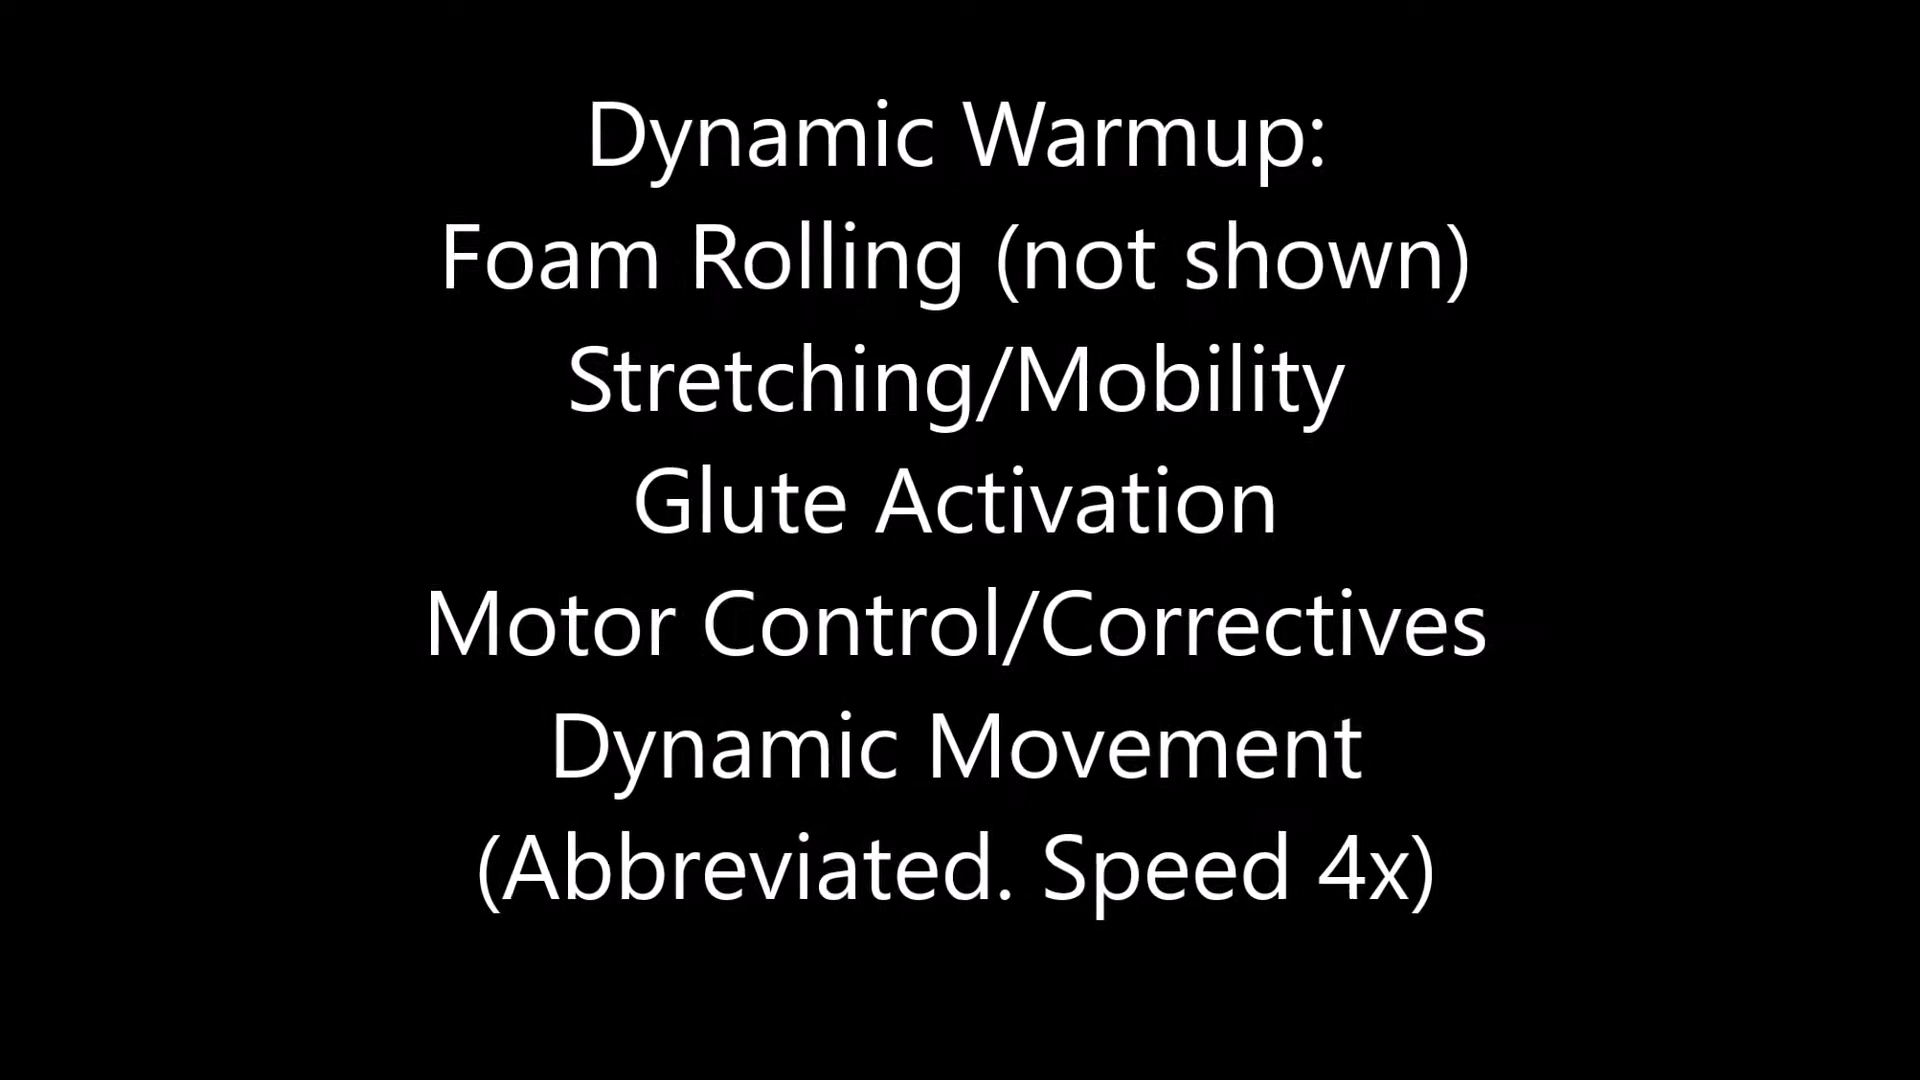 Dynamic Warmup:
Foam Rolling (not shown)
Stretching/Mobility
Glute Activation
Motor Control/Correctives
Dynamic Movement
(Abbreviated. Speed 4x)